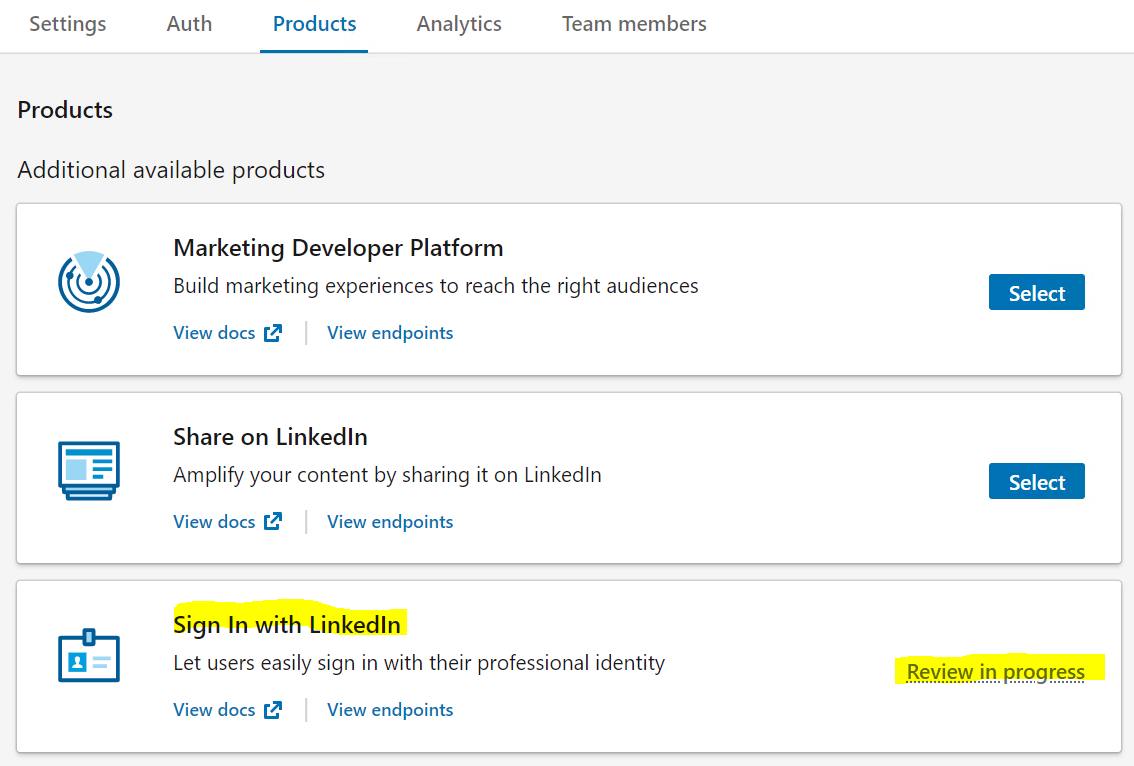 Settings Auth Products Analytics Team members
Products
Additional available products
Marketing Developer Platform
Build marketing experiences to reach the right audiences
Select
View docs View endpoints
Share on LinkedIn
Amplify your content by sharing it on LinkedIn
Select
View docs View endpoints
Sign In with LinkedIn
Let users easily sign in with their professional identity
Review in progress
View docs View endpoints